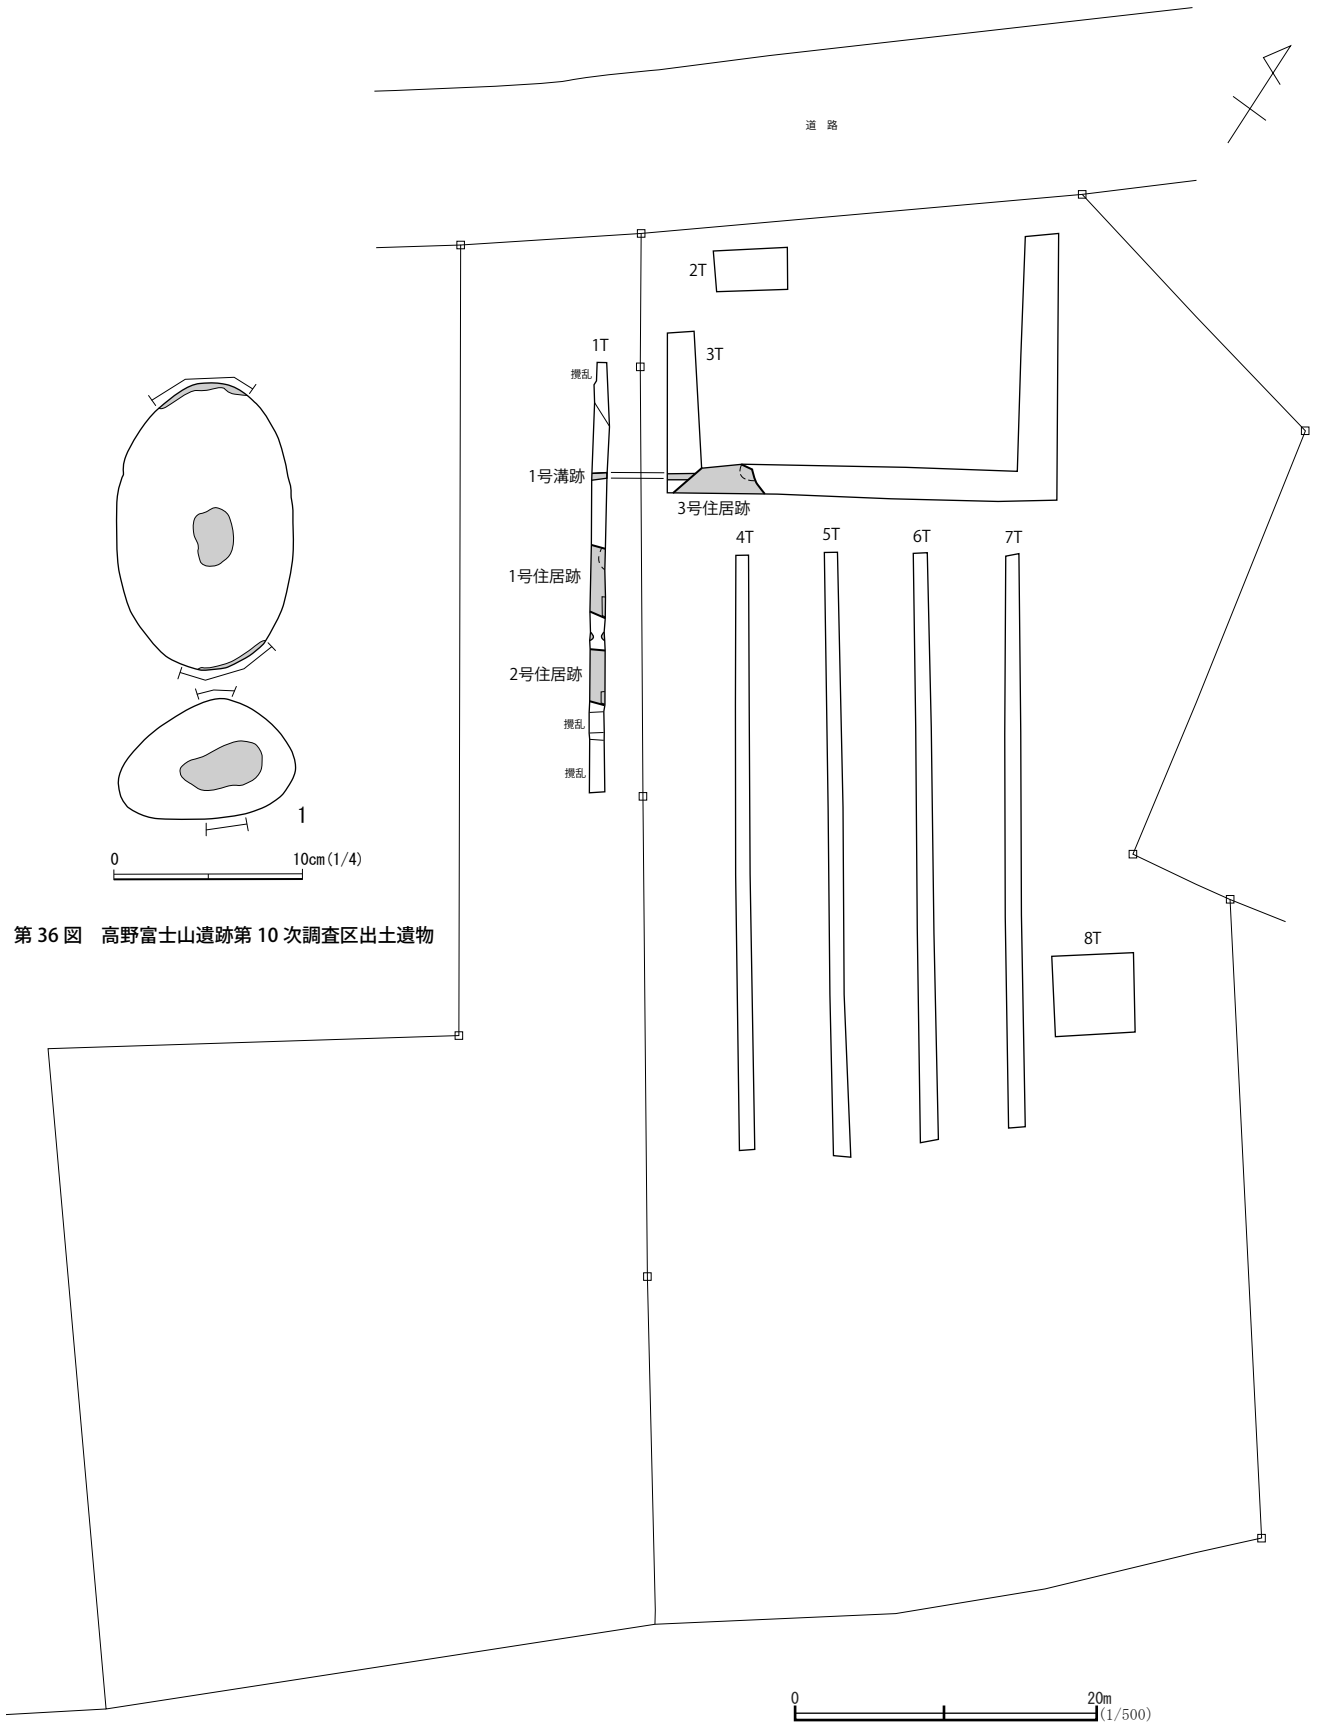 道 路
2T
1T
3T
攪乱
1号溝跡
3号住居跡
4T
5T
6T
7T
1号住居跡
2号住居跡
攪乱
攪乱
1
0 10cm(1/4)
第 36 図 高野富士山遺跡第 10 次調査区出土遺物
8T
0 20m
(1/500)